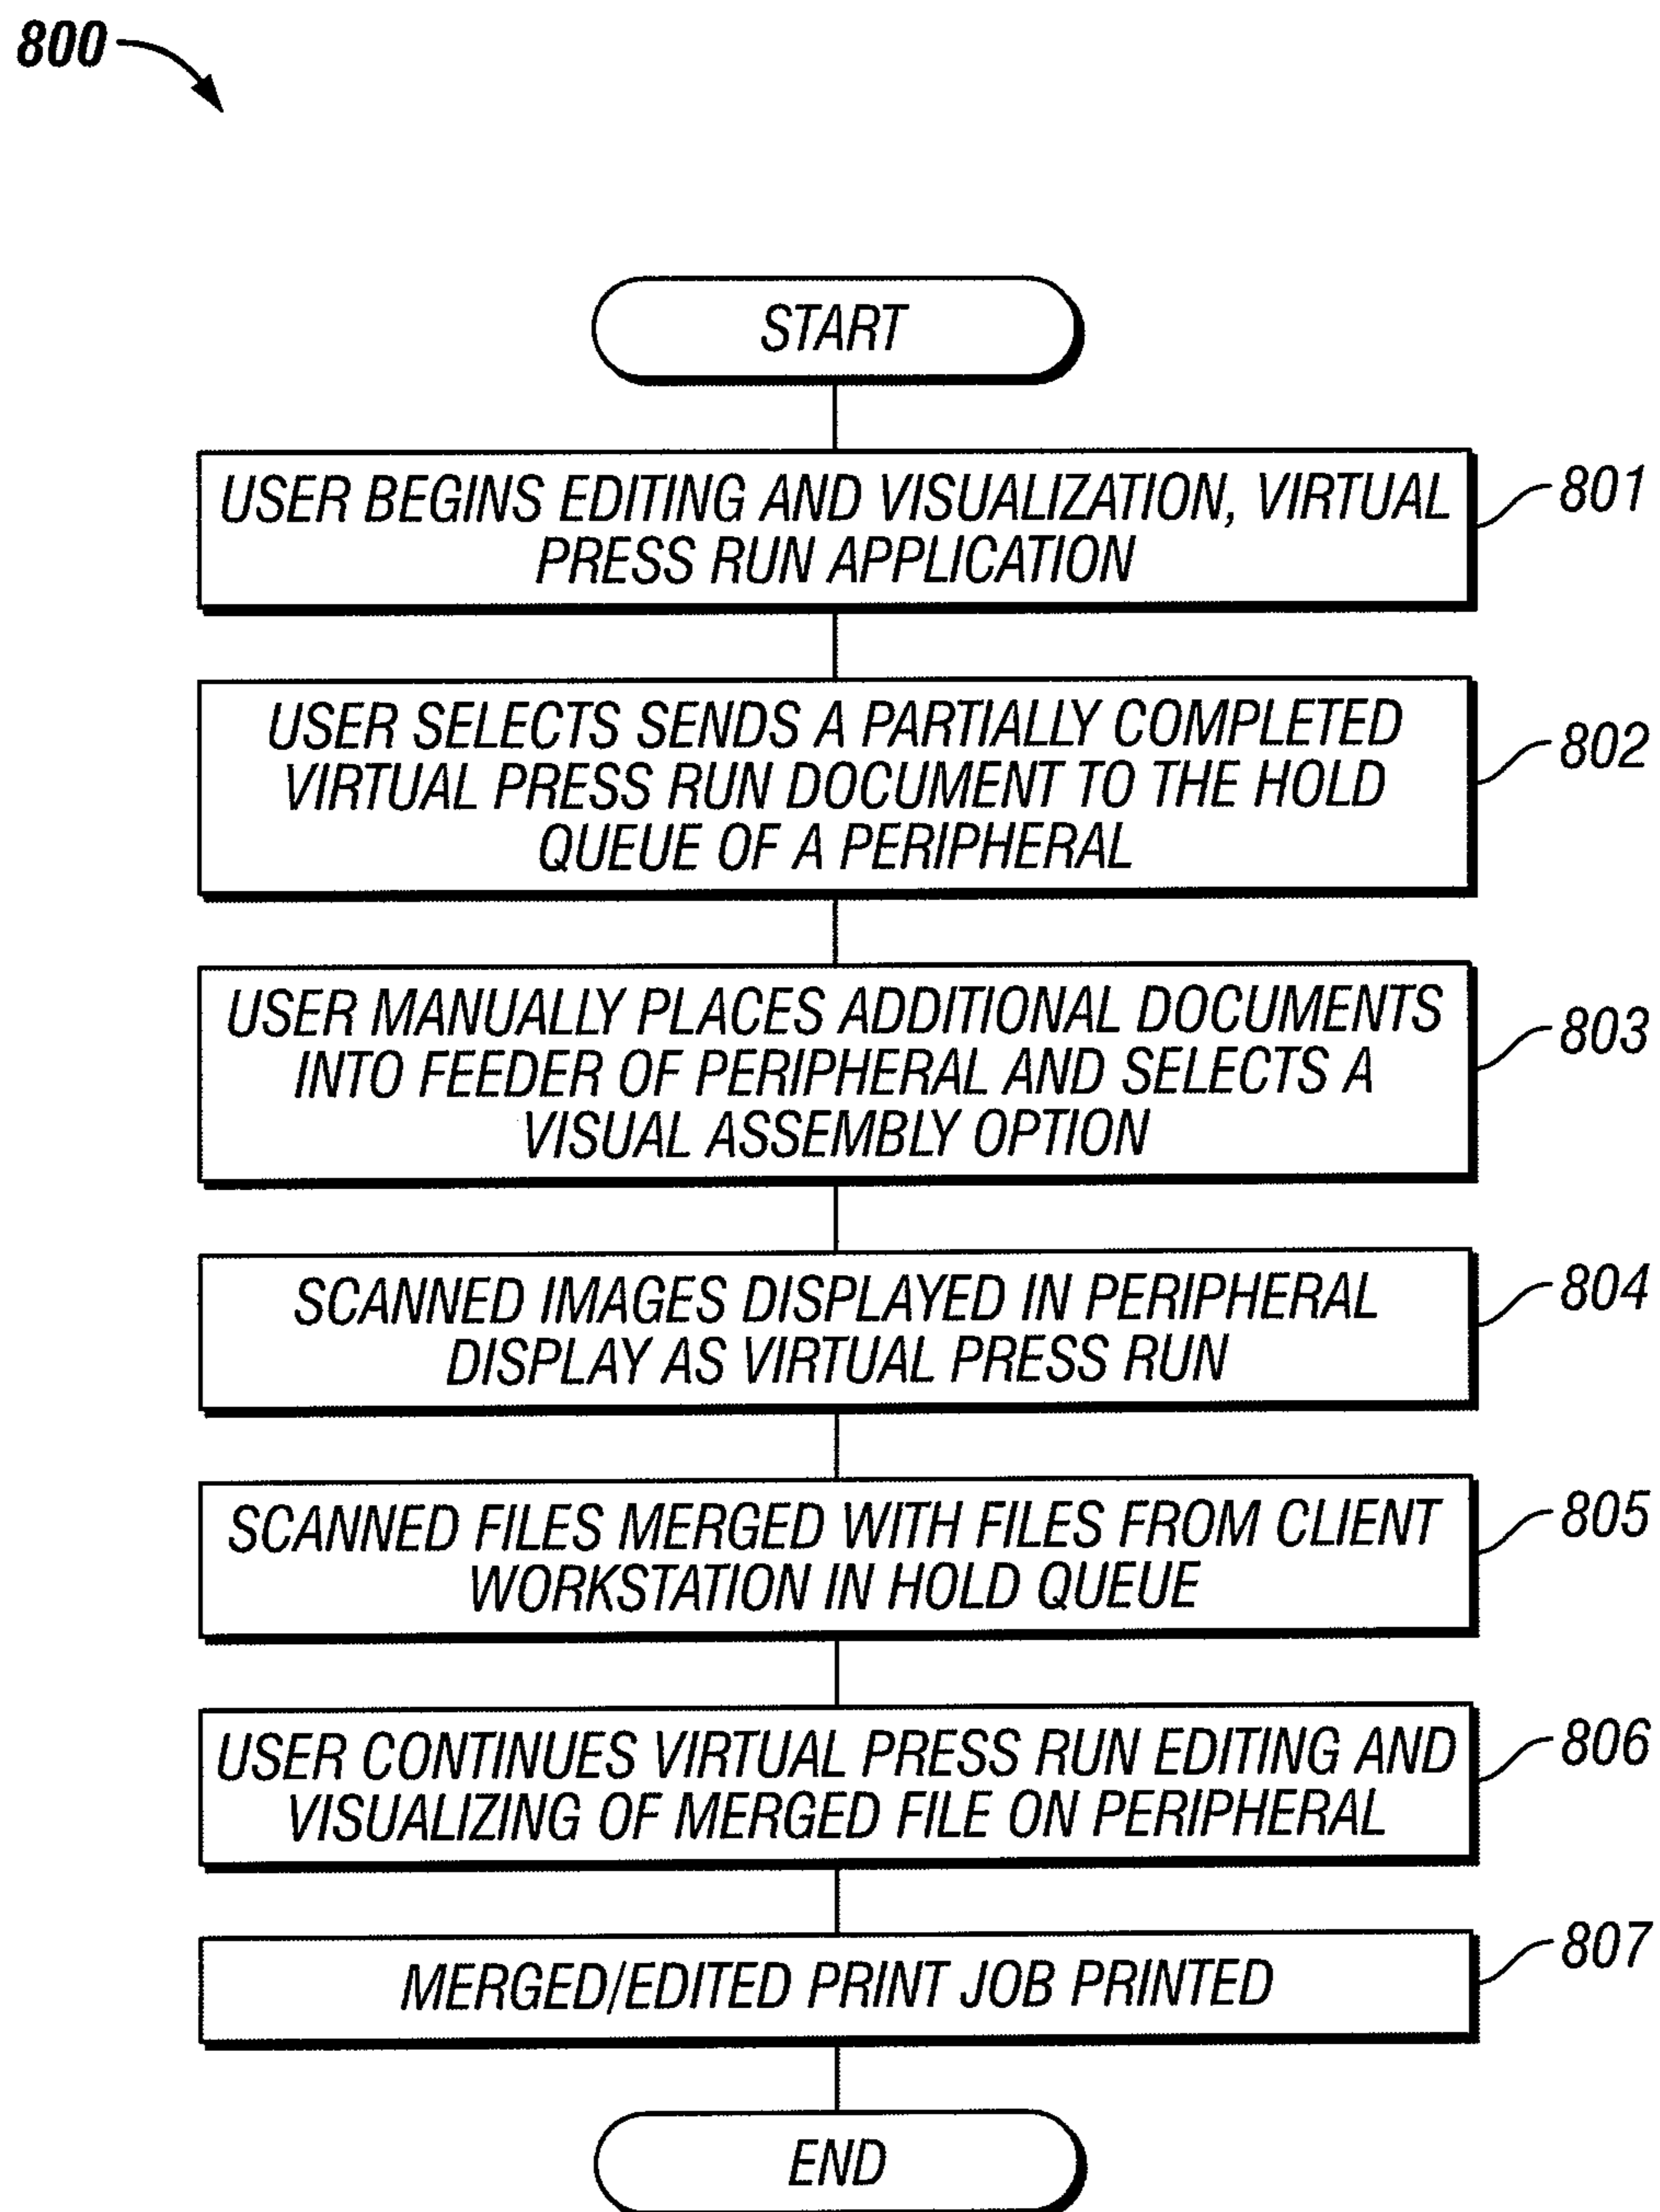 800
START
USER BEGINS EDITING AND VISUALIZATION, VIRTUAL
PRESS RUN APPLICATION
801
USER SELECTS SENDS A PARTIALLY COMPLETED
VIRTUAL PRESS RUN DOCUMENT TO THE HOLD
QUEUE OF A PERIPHERAL
802
USER MANUALLY PLACES ADDITIONAL DOCUMENTS
INTO FEEDER OF PERIPHERAL AND SELECTS A
VISUAL ASSEMBLY OPTION
803
SCANNED IMAGES DISPLAYED IN PERIPHERAL
DISPLAY AS VIRTUAL PRESS RUN
804
SCANNED FILES MERGED WITH FILES FROM CLIENT
WORKSTATION IN HOLD QUEUE
805
USER CONTINUES VIRTUAL PRESS RUN EDITING AND
VISUALIZING OF MERGED FILE ON PERIPHERAL
806
MERGED/EDITED PRINT JOB PRINTED
807
END